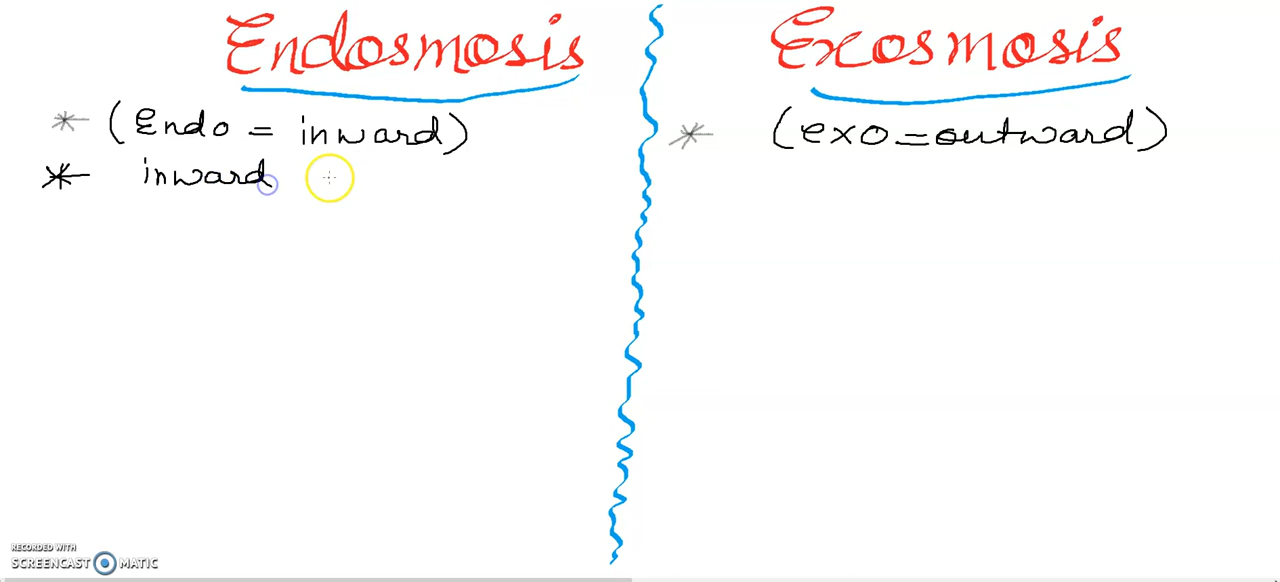 Endosmosis
(Endo = inward)
inward
Exosmosis
(exo = outward)
RECORDED WITH
SCREENCAST MATIC